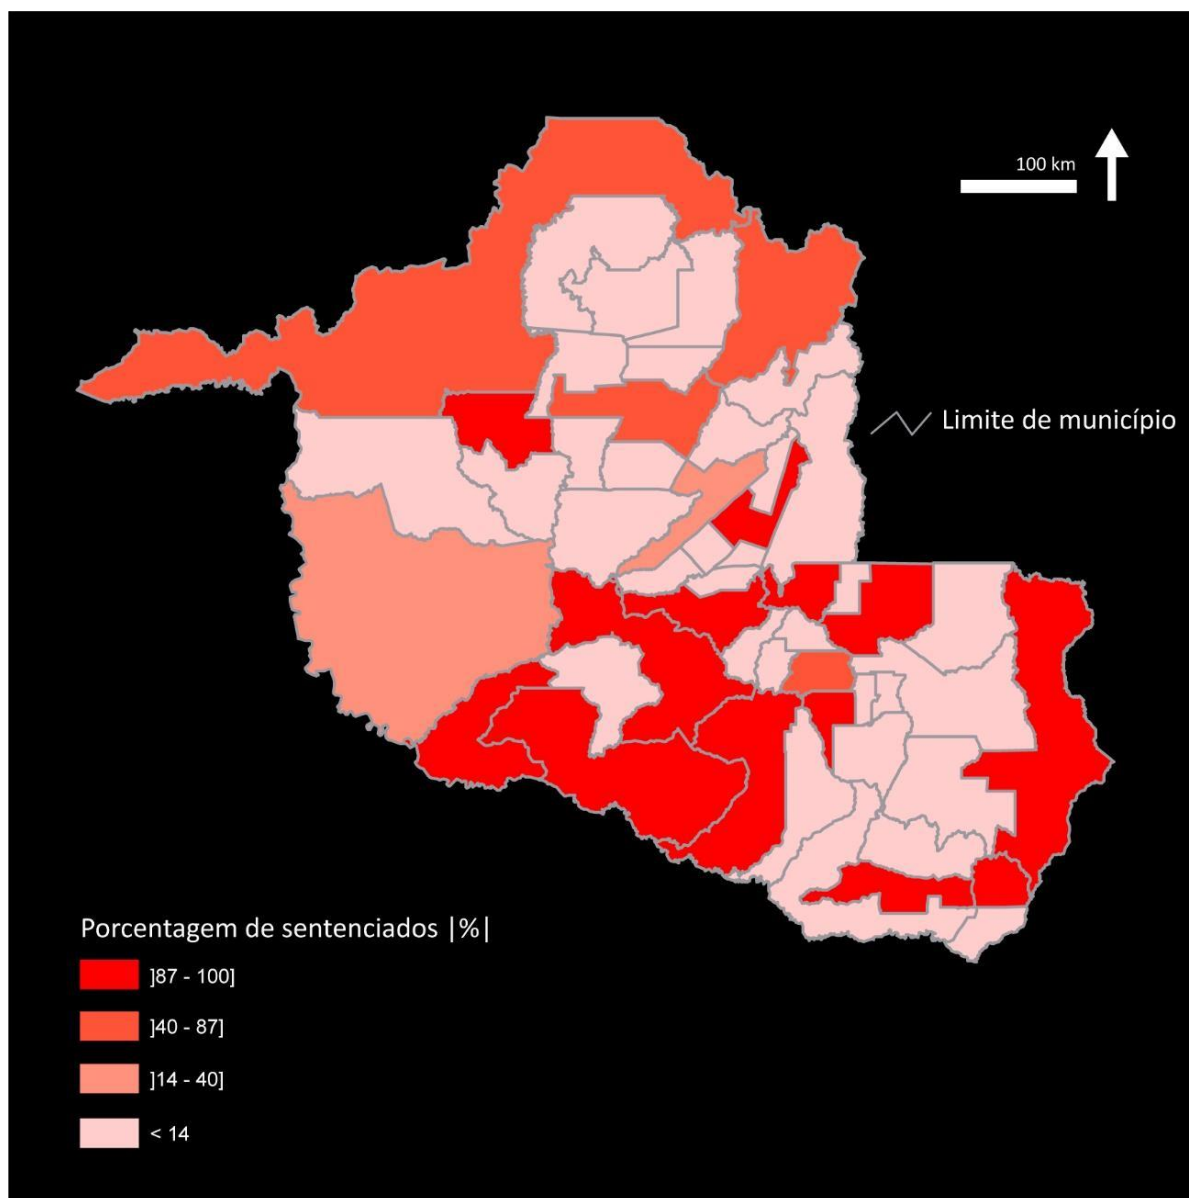 100 km
Limite de município
Porcentagem de sentenciados |%|
]87 - 100]
]40 - 87]
]14 - 40]
< 14